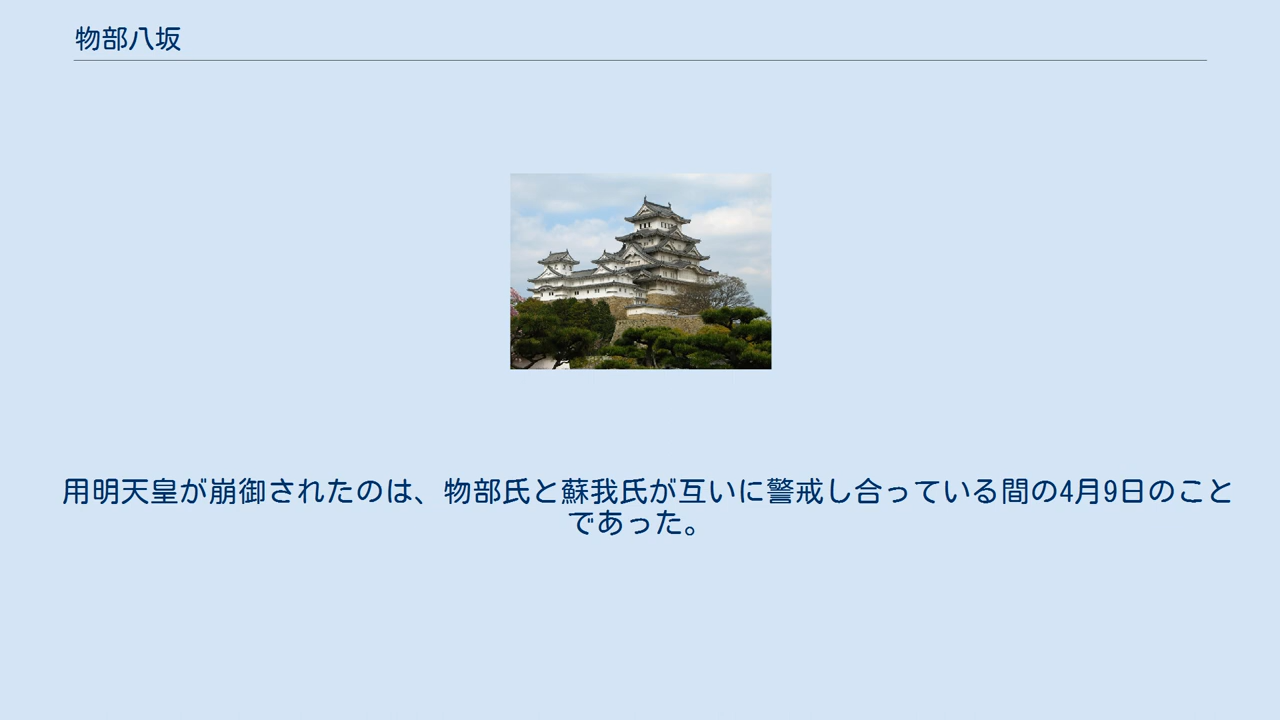 物部八坂
用明天皇が崩御されたのは、物部氏と蘇我氏が互いに警戒し合っている間の4月9日のこと
であった。